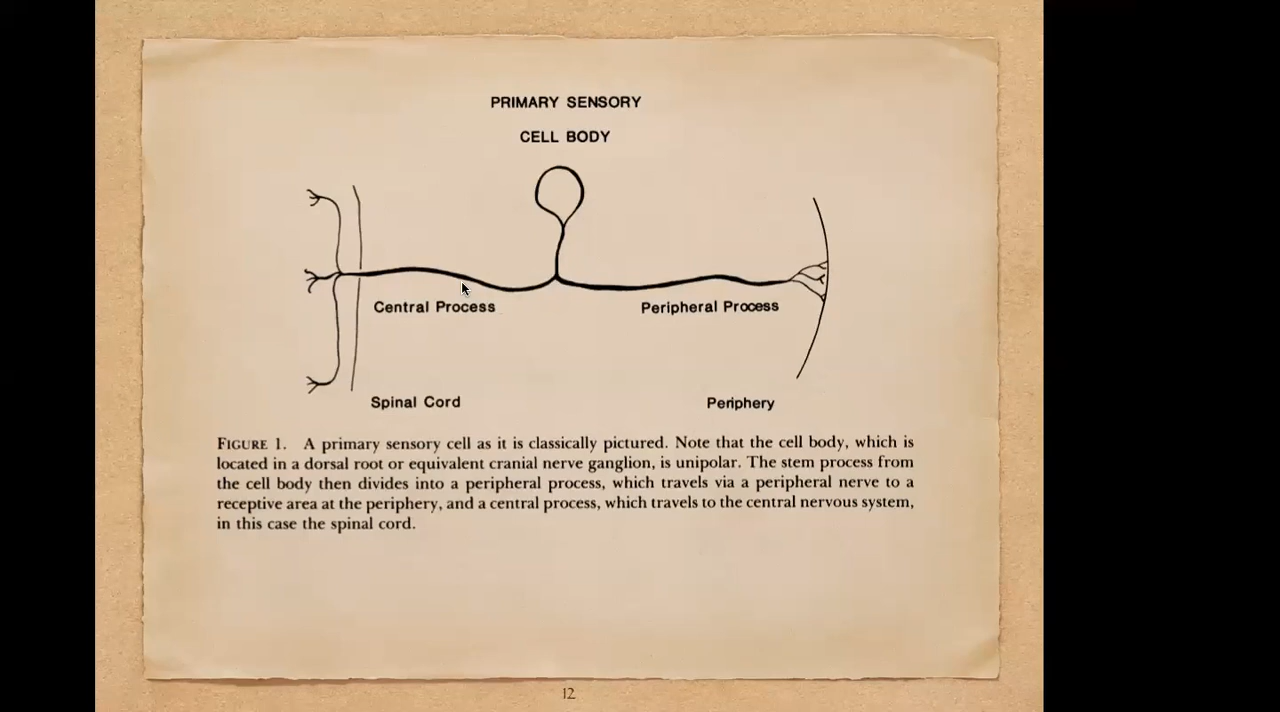 PRIMARY SENSORY
CELL BODY
Central Process
Peripheral Process
Spinal Cord
Periphery
FIGURE 1. A primary sensory cell as it is classically pictured. Note that the cell body, which is
located in a dorsal root or equivalent cranial nerve ganglion, is unipolar. The stem process from
the cell body then divides into a peripheral process, which travels via a peripheral nerve to a
receptive area at the periphery, and a central process, which travels to the central nervous system,
in this case the spinal cord.
12